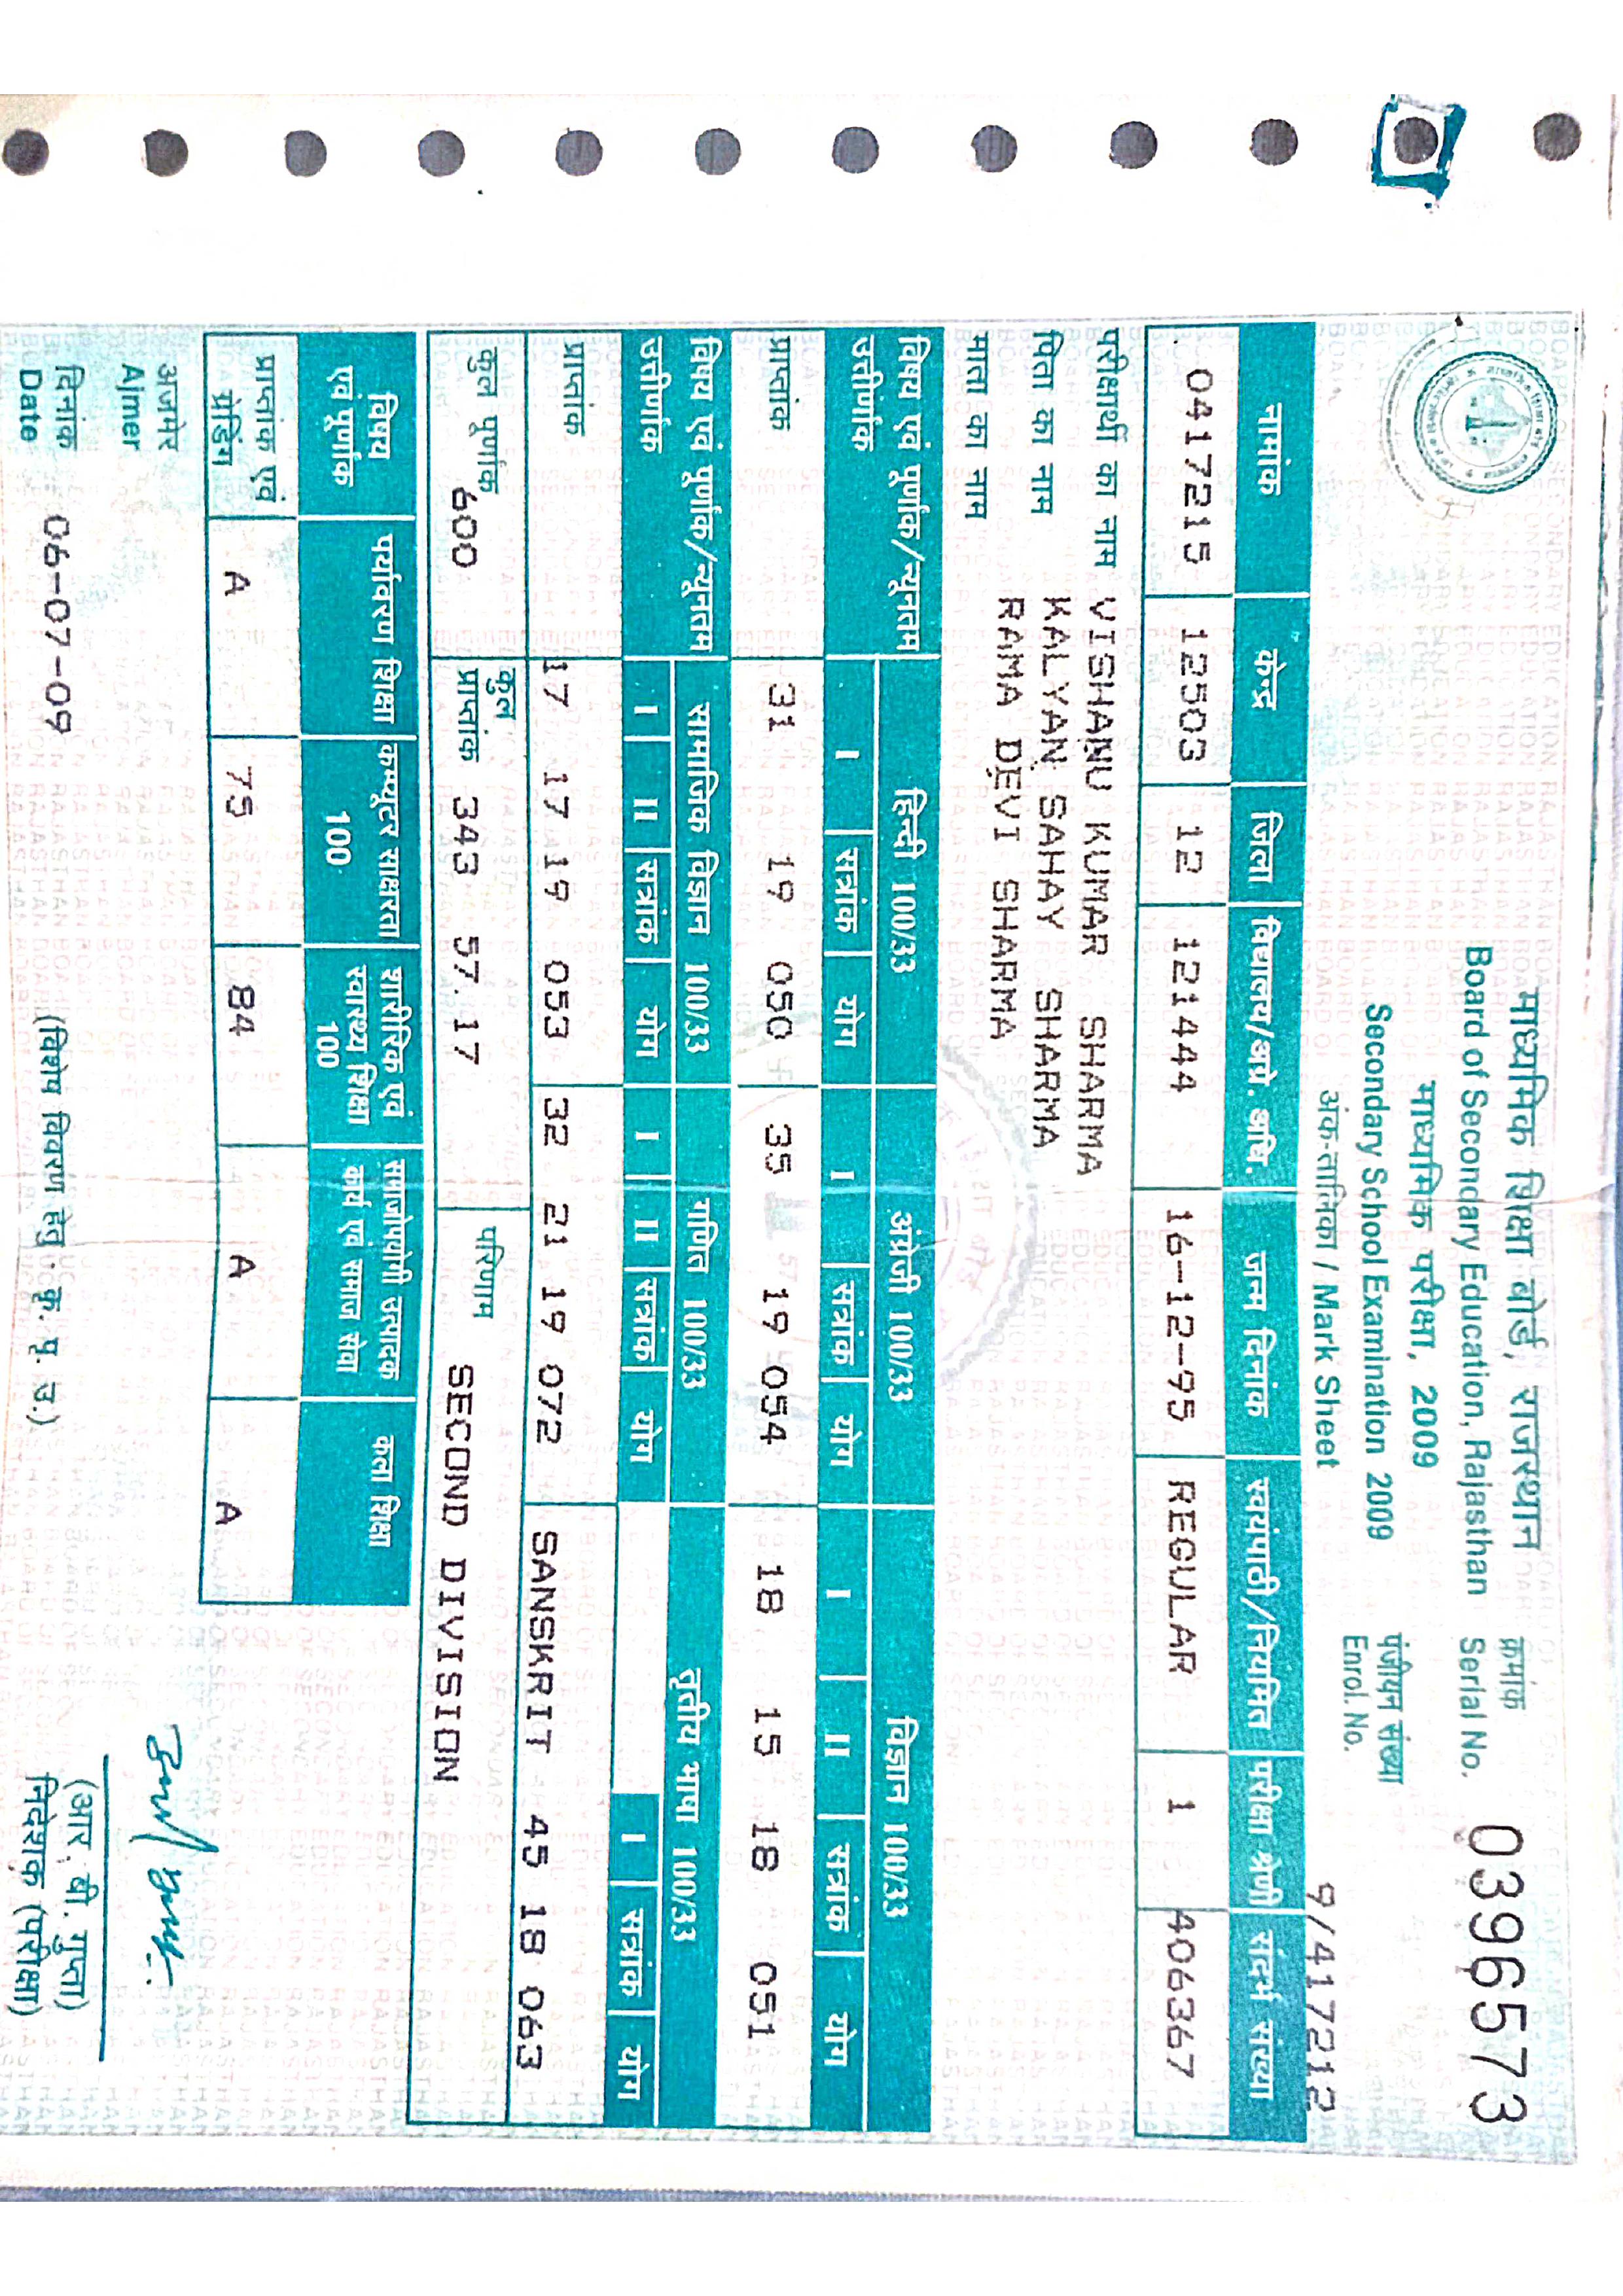 माध्यमिक शिक्षा बोर्ड, राजस्थान
क्रमांक
Board of Secondary Education, Rajasthan
Serial No. 0396573
माध्यमिक परीक्षा, 2009
Secondary School Examination 2009
पंजीयन संख्या
Enrol. No. 9/417212
अंक-तालिका / Mark Sheet
नामांक केन्द्र जिला विद्यालय/अग्रे. अधि. जन्म दिनांक स्वयंपाठी/नियमित परीक्षा श्रेणी संदर्भ संख्या
0417215 12503 12 121444 16-12-95 REGULAR 1 406367
परीक्षार्थी का नाम VISHANU KUMAR SHARMA
पिता का नाम KALYAN SAHAY SHARMA
माता का नाम RAMA DEVI SHARMA
विषय एवं पूर्णांक/न्यूनतम उत्तीर्णांक हिन्दी 100/33 अंग्रेजी 100/33 विज्ञान 100/33
I सत्रांक योग I सत्रांक योग I II सत्रांक योग
प्राप्तांक 31 19 050 35 19 054 18 15 18 051
विषय एवं पूर्णांक/न्यूनतम उत्तीर्णांक सामाजिक विज्ञान 100/33 गणित 100/33 तृतीय भाषा 100/33
I II सत्रांक योग I II सत्रांक योग I सत्रांक योग
प्राप्तांक 17 17 19 053 32 21 19 072 SANSKRIT 45 18 063
कुल पूर्णांक 600 कुल प्राप्तांक 343 57.17 परिणाम SECOND DIVISION
विषय एवं पूर्णांक पर्यावरण शिक्षा कम्प्यूटर साक्षरता 100 शारीरिक एवं स्वास्थ्य शिक्षा 100 समाजोपयोगी उत्पादक कार्य एवं समाज सेवा कला शिक्षा
प्राप्तांक एवं ग्रेडिंग A 75 84 A A
अजमेर
Ajmer
दिनांक
Date 06-07-09
(विशेष विवरण हेतु कृ. पृ. उ.)
(आर. बी. गुप्ता)
निदेशक (परीक्षा)